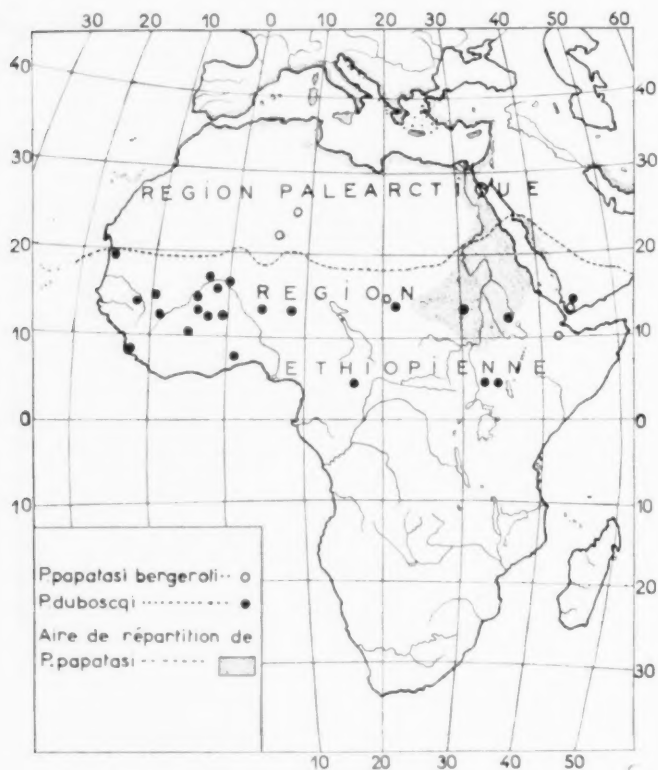 30 20 10 0 10 20 30 40 50 60
40 40
30 30
REGION PALEARCTIQUE
20 20
REGION
10 10
ETHIOPIENNE
0 0
10 10
P.papatasi bergeroti
P.duboscqi
20
Aire de répartition de
P.papatasi
30
10 20 30 40 50